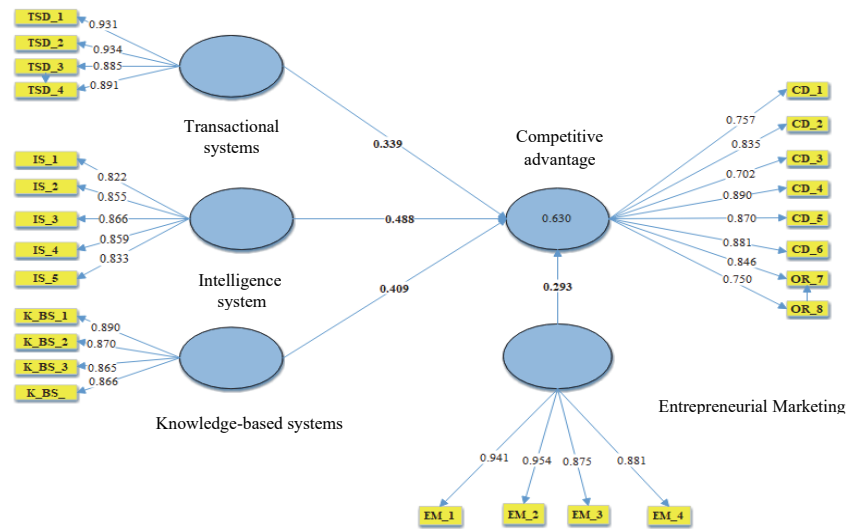 TSD_1
TSD_2
TSD_3
TSD_4
0.931
0.934
0.885
0.891
Transactional
systems
IS_1
IS_2
IS_3
IS_4
IS_5
0.822
0.855
0.866
0.859
0.833
Intelligence
system
K_BS_1
K_BS_2
K_BS_3
K_BS_
0.890
0.870
0.865
0.866
Knowledge-based systems
0.339
0.488
0.409
0.293
Competitive
advantage
0.630
0.757
0.835
0.702
0.890
0.870
0.881
0.846
0.750
CD_1
CD_2
CD_3
CD_4
CD_5
CD_6
OR_7
OR_8
Entrepreneurial Marketing
0.941
0.954
0.875
0.881
EM_1
EM_2
EM_3
EM_4